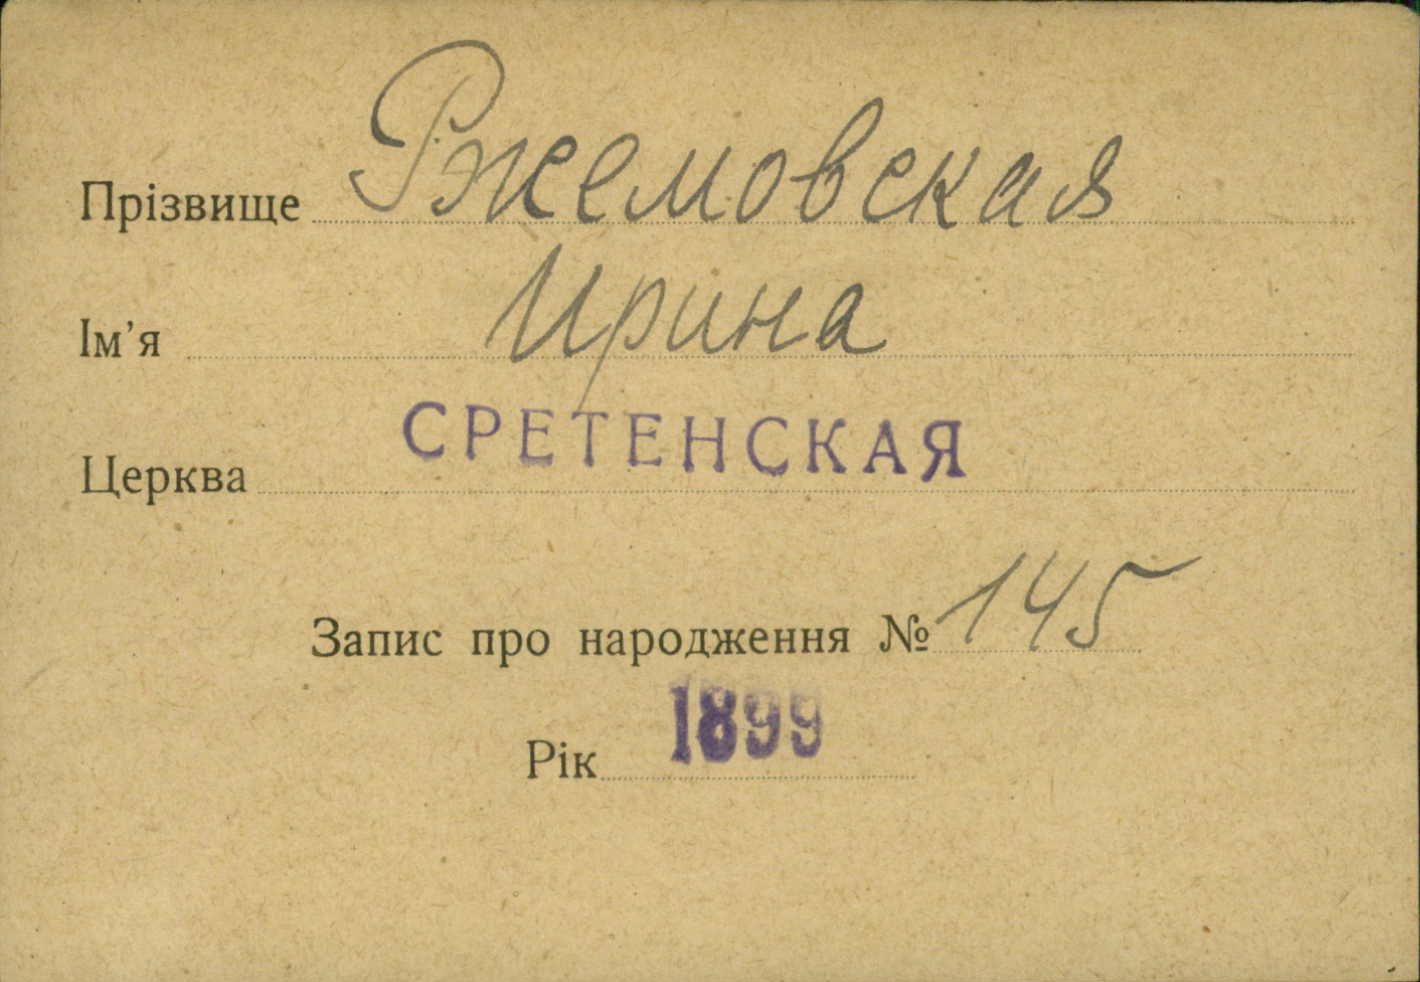 Прізвище Ржемовская
Ім’я Ирина
Церква СРЕТЕНСКАЯ
Запис про народження № 145
Рік 1899